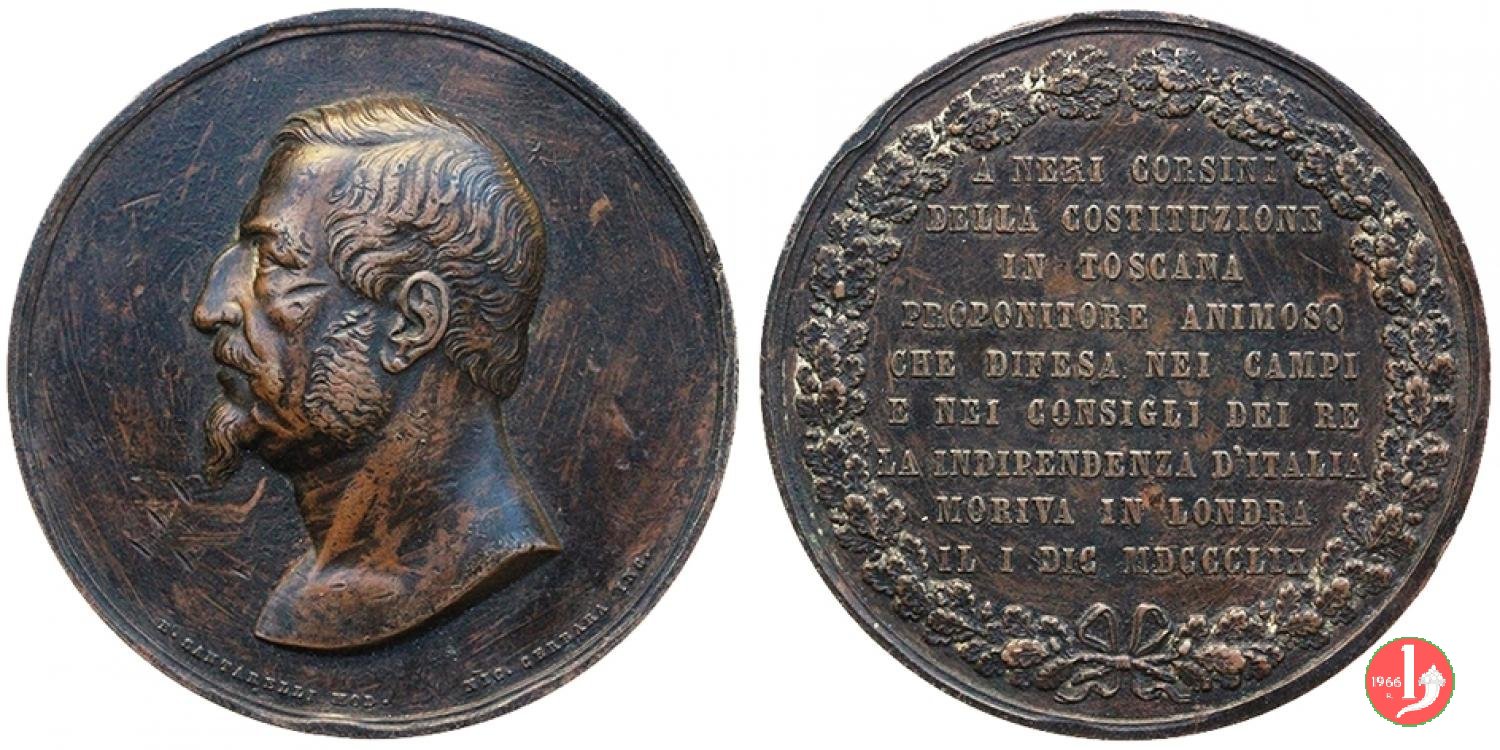 E. SANTARELLI MOD. NIC. CERBARA INC.
A NERI CORSINI
DELLA COSTITUZIONE
IN TOSCANA
PROPONITORE ANIMOSO
CHE DIFESA NEI CAMPI
E NEI CONSIGLJ DEI RE
LA INDIPENDENZA D'ITALIA
MORIVA IN LONDRA
IL I DIC MDCCCLIX
1966
R.